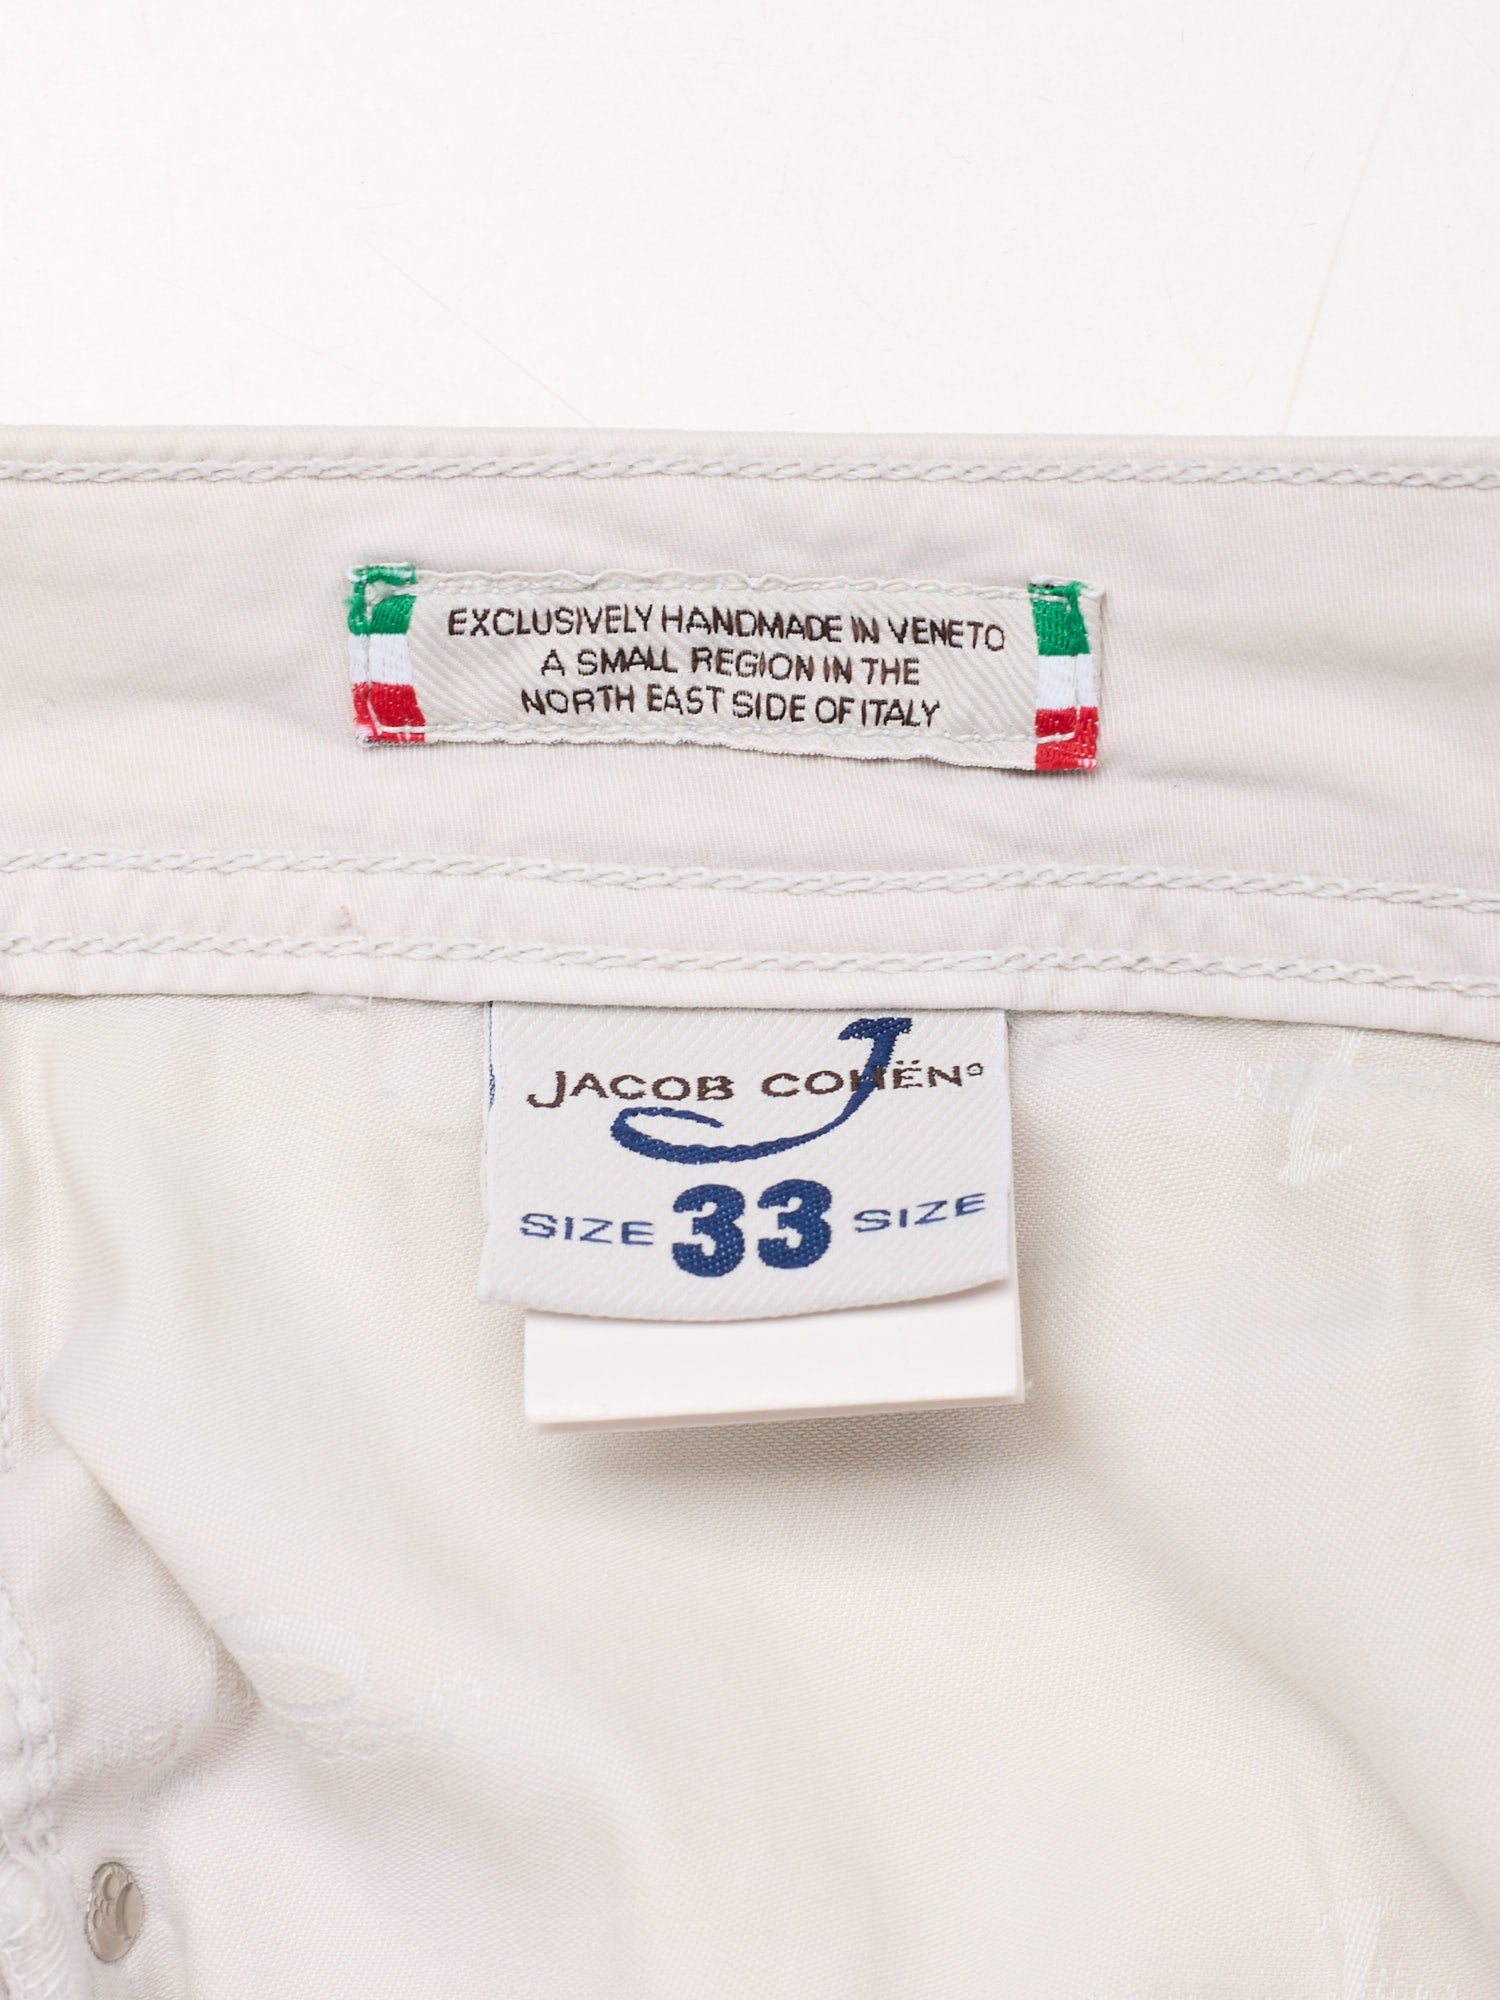 EXCLUSIVELY HANDMADE IN VENETO
A SMALL REGION IN THE
NORTH EAST SIDE OF ITALY
J
JACOB COHËN®
SIZE 33 SIZE